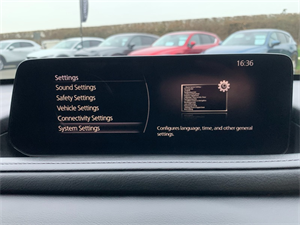 16:36
Settings
Sound Settings
Safety Settings
Vehicle Settings
Connectivity Settings
System Settings
Configures language, time, and other general
settings.